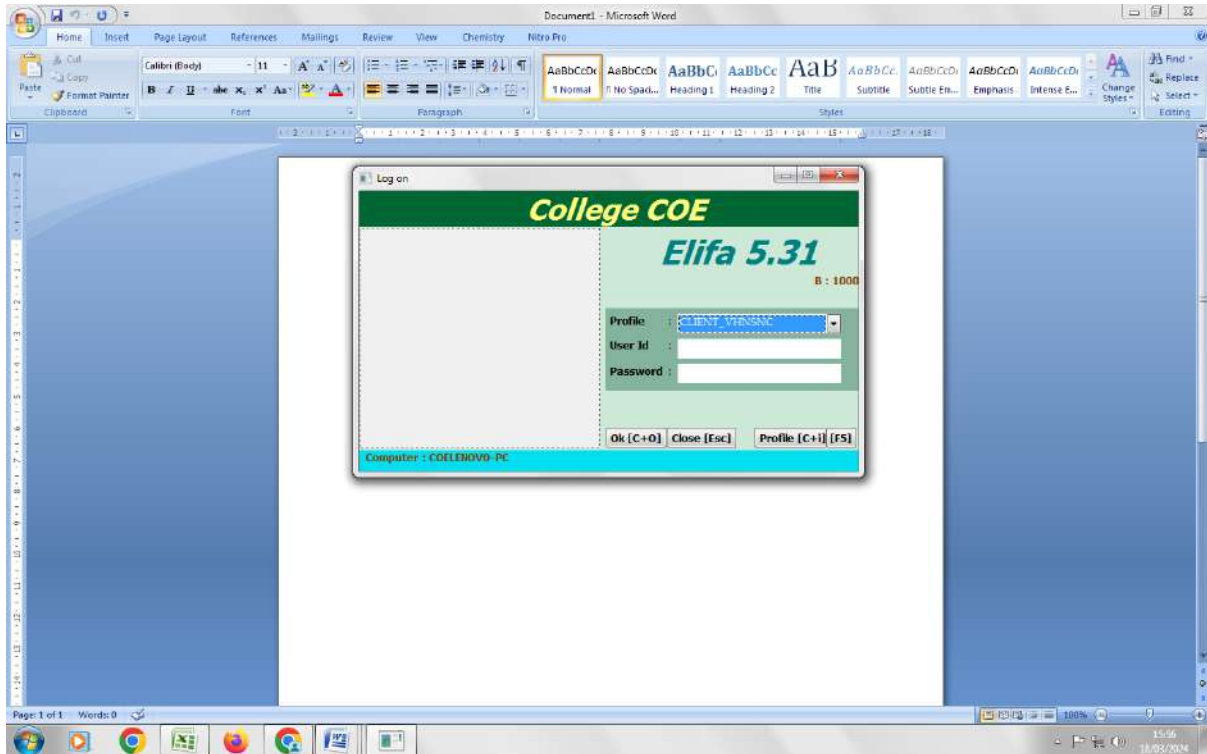 Document1 - Microsoft Word
Home Insert Page Layout References Mailings Review View Chemistry Nitro Pro
Cut
Copy
Paste
Format Painter
Clipboard
Calibri (Body) 11
Font
Paragraph
AaBbCcDc AaBbCcDc AaBbC AaBbCc AaB AaBbCc. AaBbCcDi AaBbCcDi AaBbCcDi
¶ Normal ¶ No Spaci... Heading 1 Heading 2 Title Subtitle Subtle Em... Emphasis Intense E...
Styles
Change Styles
Find
Replace
Select
Editing
Log on
College COE
Elifa 5.31
B : 1000
Profile : CLIENT_VHNSNC
User Id :
Password :
Ok [C+O] Close [Esc] Profile [C+i] [F5]
Computer : COELENOVO-PC
Page: 1 of 1 Words: 0 100%
15:56
18/03/2024